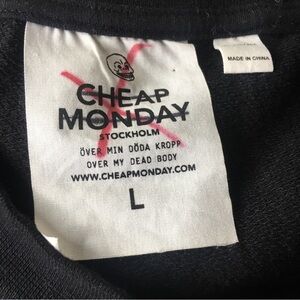 CHEAP
MONDAY
STOCKHOLM
ÖVER MIN DÖDA KROPP
OVER MY DEAD BODY
WWW.CHEAPMONDAY.COM
L
MADE IN CHINA